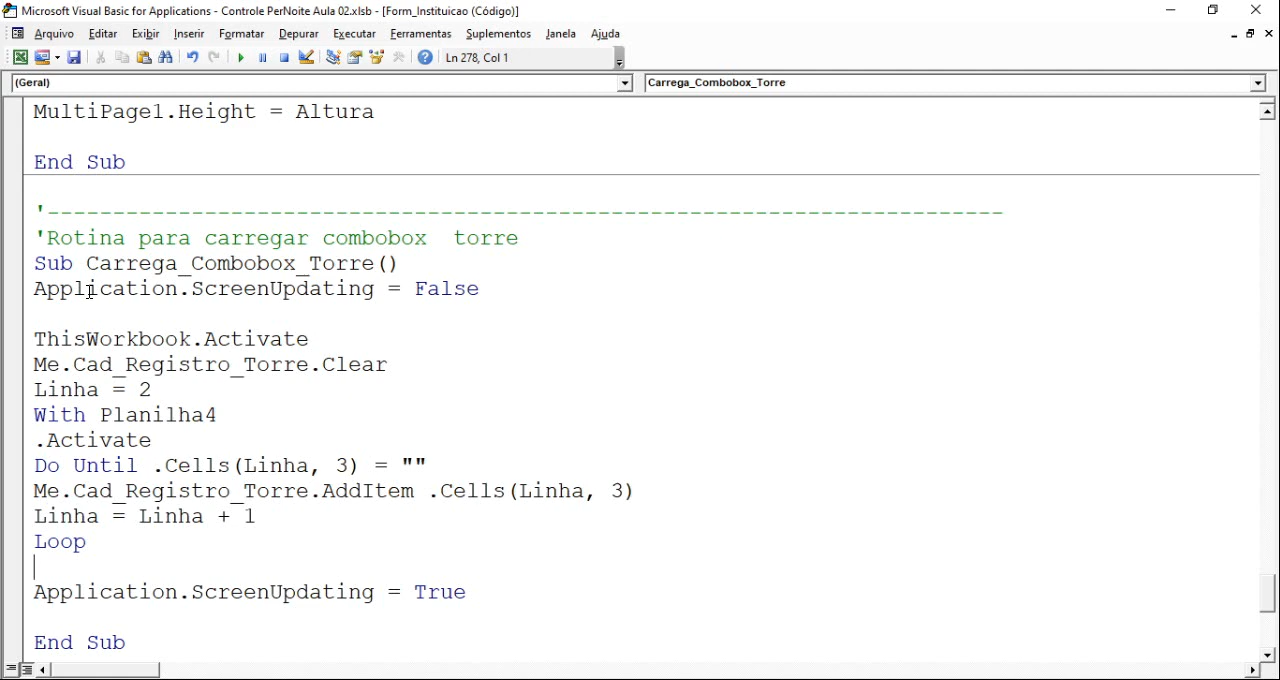 Microsoft Visual Basic for Applications - Controle PerNoite Aula 02.xlsb - [Form_Instituicao (Código)]
Arquivo Editar Exibir Inserir Formatar Depurar Executar Ferramentas Suplementos Janela Ajuda
Ln 278, Col 1
(Geral) Carrega_Combobox_Torre
MultiPage1.Height = Altura
End Sub
'-------------------------------------------------------------------------
'Rotina para carregar combobox  torre
Sub Carrega_Combobox_Torre()
Application.ScreenUpdating = False
ThisWorkbook.Activate
Me.Cad_Registro_Torre.Clear
Linha = 2
With Planilha4
.Activate
Do Until .Cells(Linha, 3) = ""
Me.Cad_Registro_Torre.AddItem .Cells(Linha, 3)
Linha = Linha + 1
Loop
Application.ScreenUpdating = True
End Sub